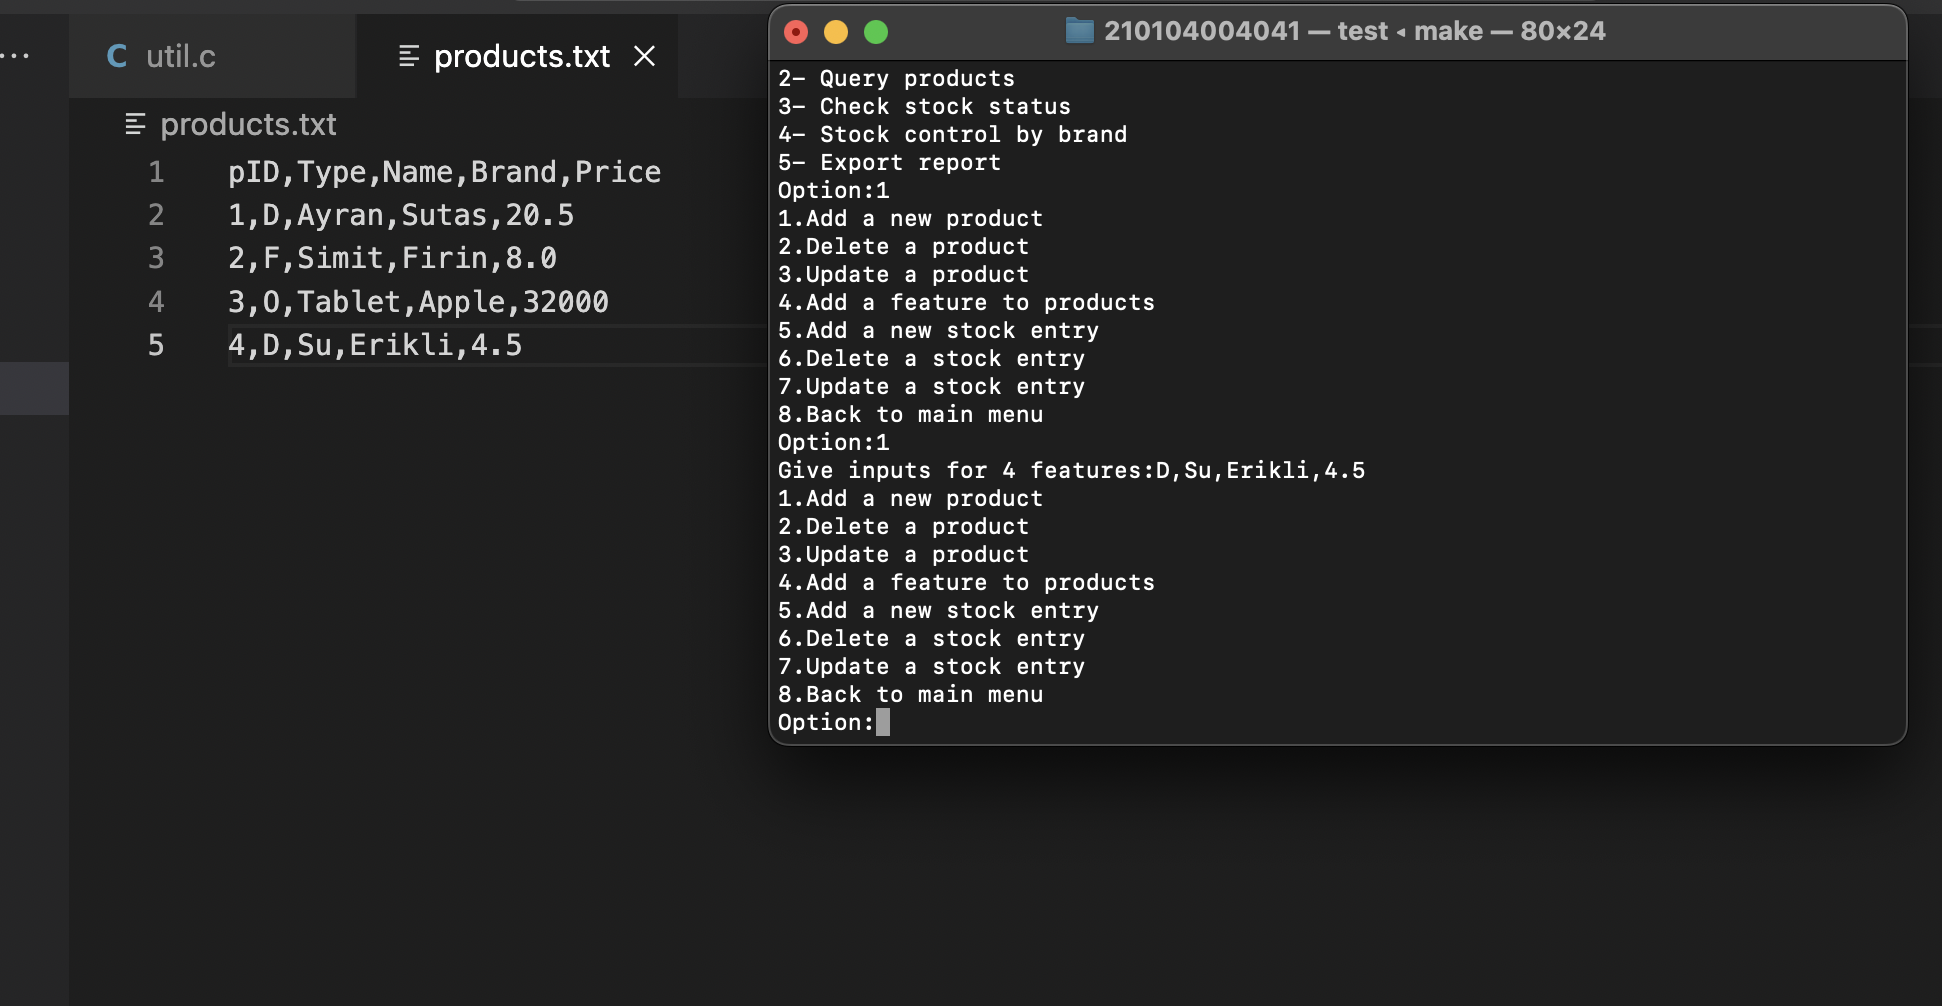 ...
C util.c
products.txt
products.txt
1 pID,Type,Name,Brand,Price
2 1,D,Ayran,Sutas,20.5
3 2,F,Simit,Firin,8.0
4 3,O,Tablet,Apple,32000
5 4,D,Su,Erikli,4.5
210104004041 — test ◂ make — 80×24
2- Query products
3- Check stock status
4- Stock control by brand
5- Export report
Option:1
1.Add a new product
2.Delete a product
3.Update a product
4.Add a feature to products
5.Add a new stock entry
6.Delete a stock entry
7.Update a stock entry
8.Back to main menu
Option:1
Give inputs for 4 features:D,Su,Erikli,4.5
1.Add a new product
2.Delete a product
3.Update a product
4.Add a feature to products
5.Add a new stock entry
6.Delete a stock entry
7.Update a stock entry
8.Back to main menu
Option: